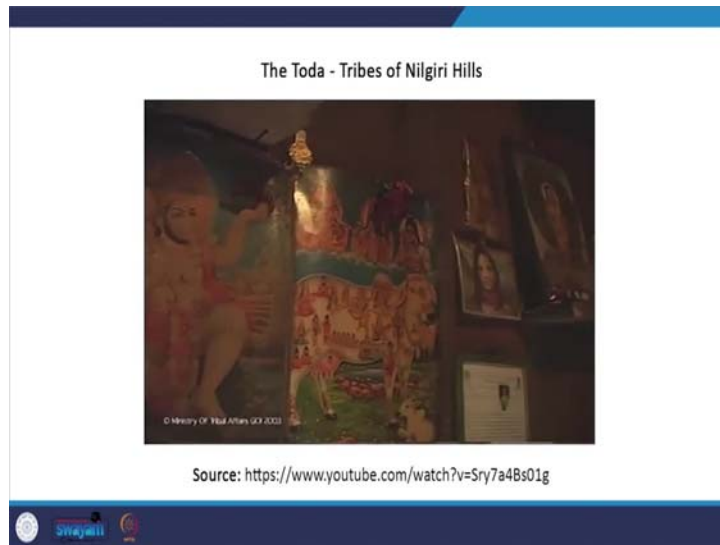 The Toda - Tribes of Nilgiri Hills
© Ministry Of Tribal Affairs GOI 2003
Source: https://www.youtube.com/watch?v=Sry7a4Bs01g
swayam